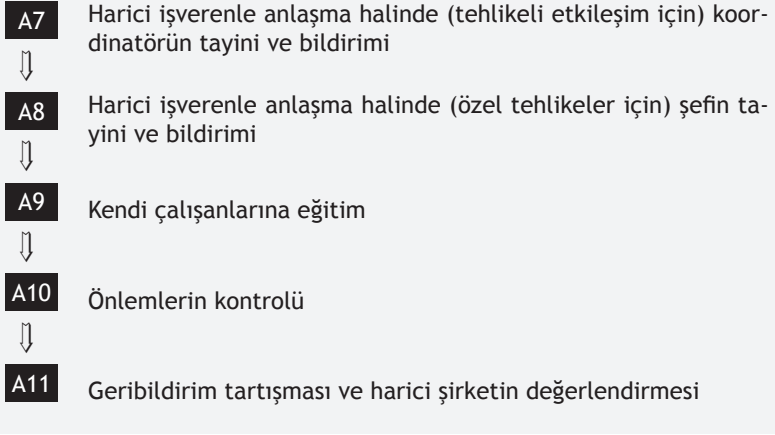 A7 Harici işverenle anlaşma halinde (tehlikeli etkileşim için) koor-
dinatörün tayini ve bildirimi
A8 Harici işverenle anlaşma halinde (özel tehlikeler için) şefin ta-
yini ve bildirimi
A9 Kendi çalışanlarına eğitim
A10 Önlemlerin kontrolü
A11 Geribildirim tartışması ve harici şirketin değerlendirmesi